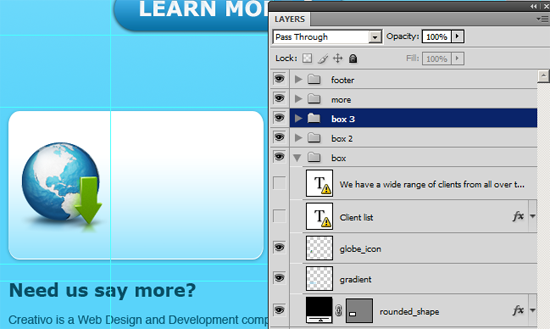 LEARN MO
LAYERS
Pass Through
Opacity: 100%
Lock:
Fill: 100%
footer
more
box 3
box 2
box
T
We have a wide range of clients from all over t...
T
Client list
fx
globe_icon
gradient
rounded_shape
fx
Need us say more?
Creativo is a Web Design and Development comp